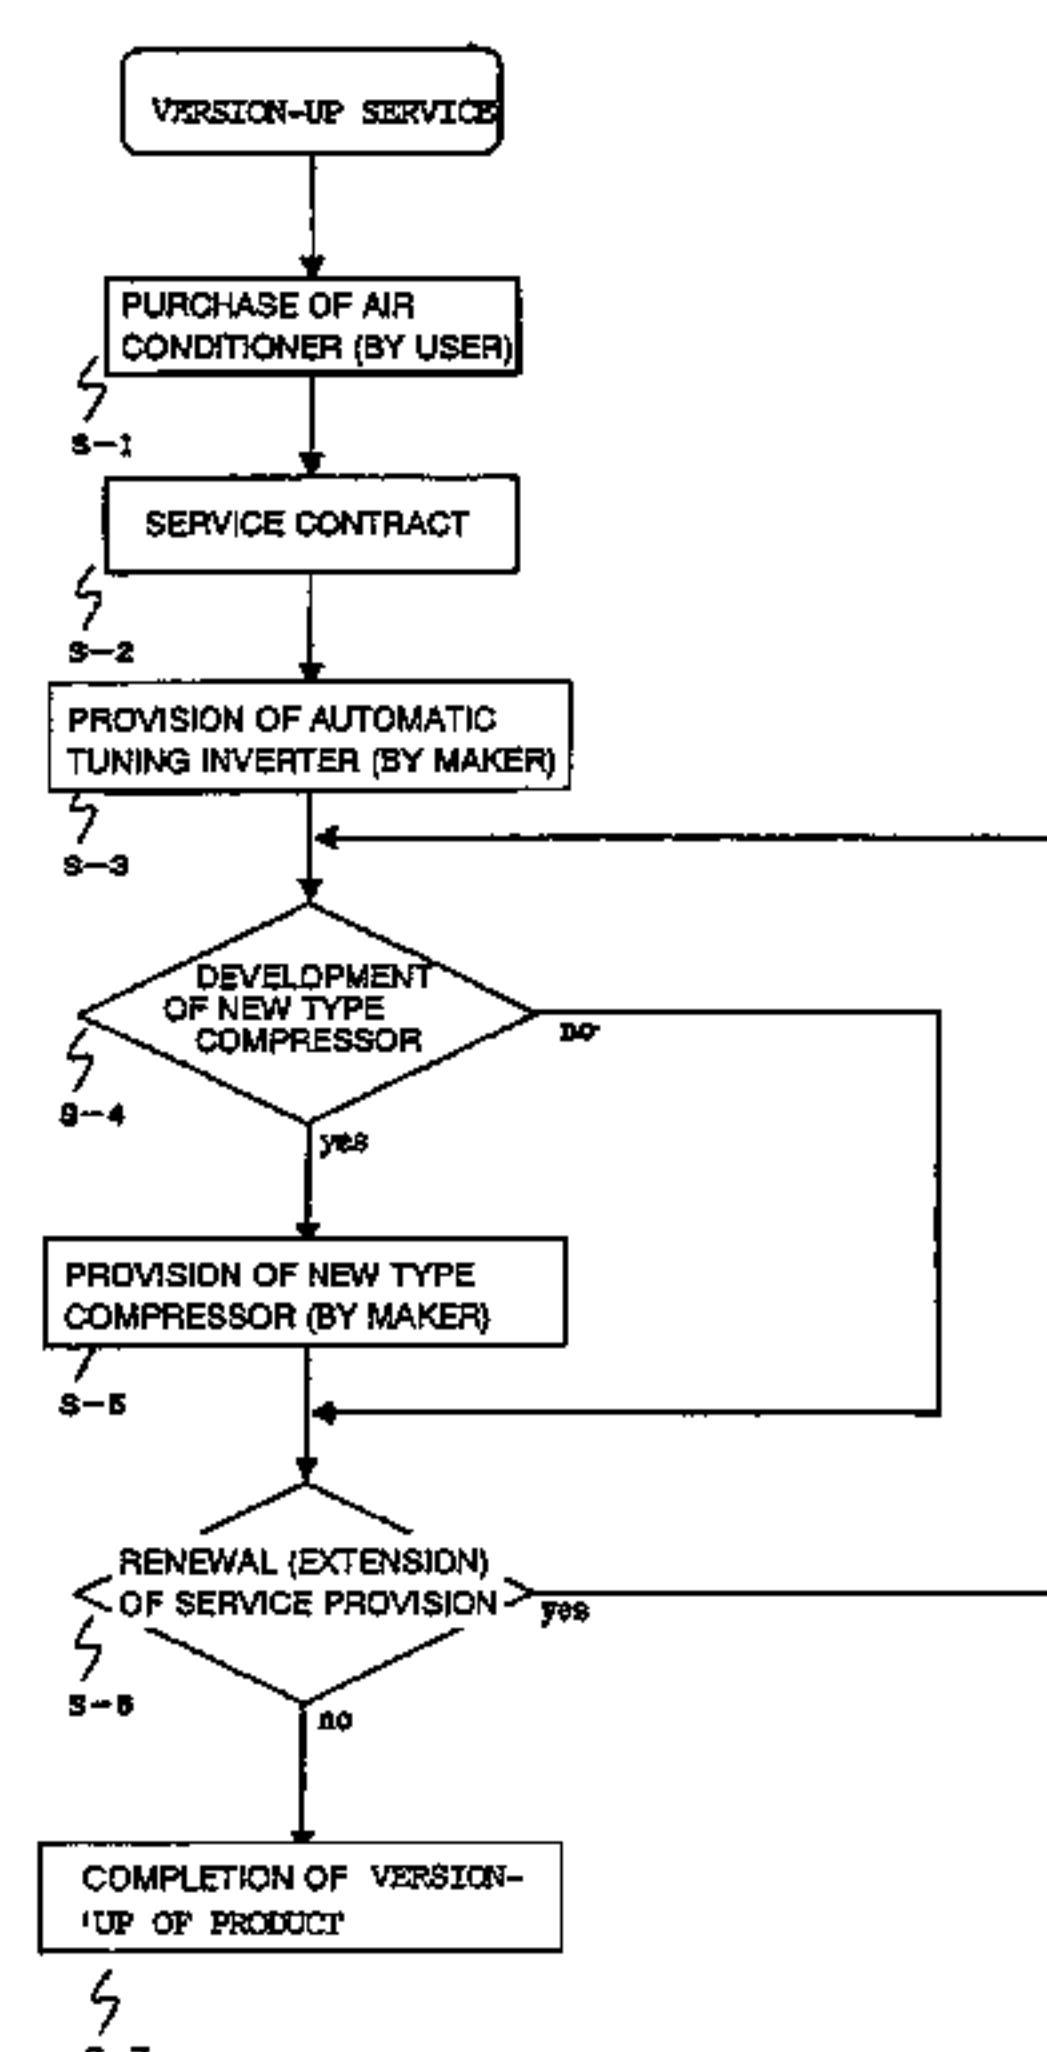 VERSION-UP SERVICE
PURCHASE OF AIR
CONDITIONER (BY USER)
S-1
SERVICE CONTRACT
S-2
PROVISION OF AUTOMATIC
TUNING INVERTER (BY MAKER)
S-3
DEVELOPMENT
OF NEW TYPE
COMPRESSOR
no
S-4
yes
PROVISION OF NEW TYPE
COMPRESSOR (BY MAKER)
S-5
RENEWAL (EXTENSION)
OF SERVICE PROVISION
yes
S-6
no
COMPLETION OF VERSION-
UP OF PRODUCT